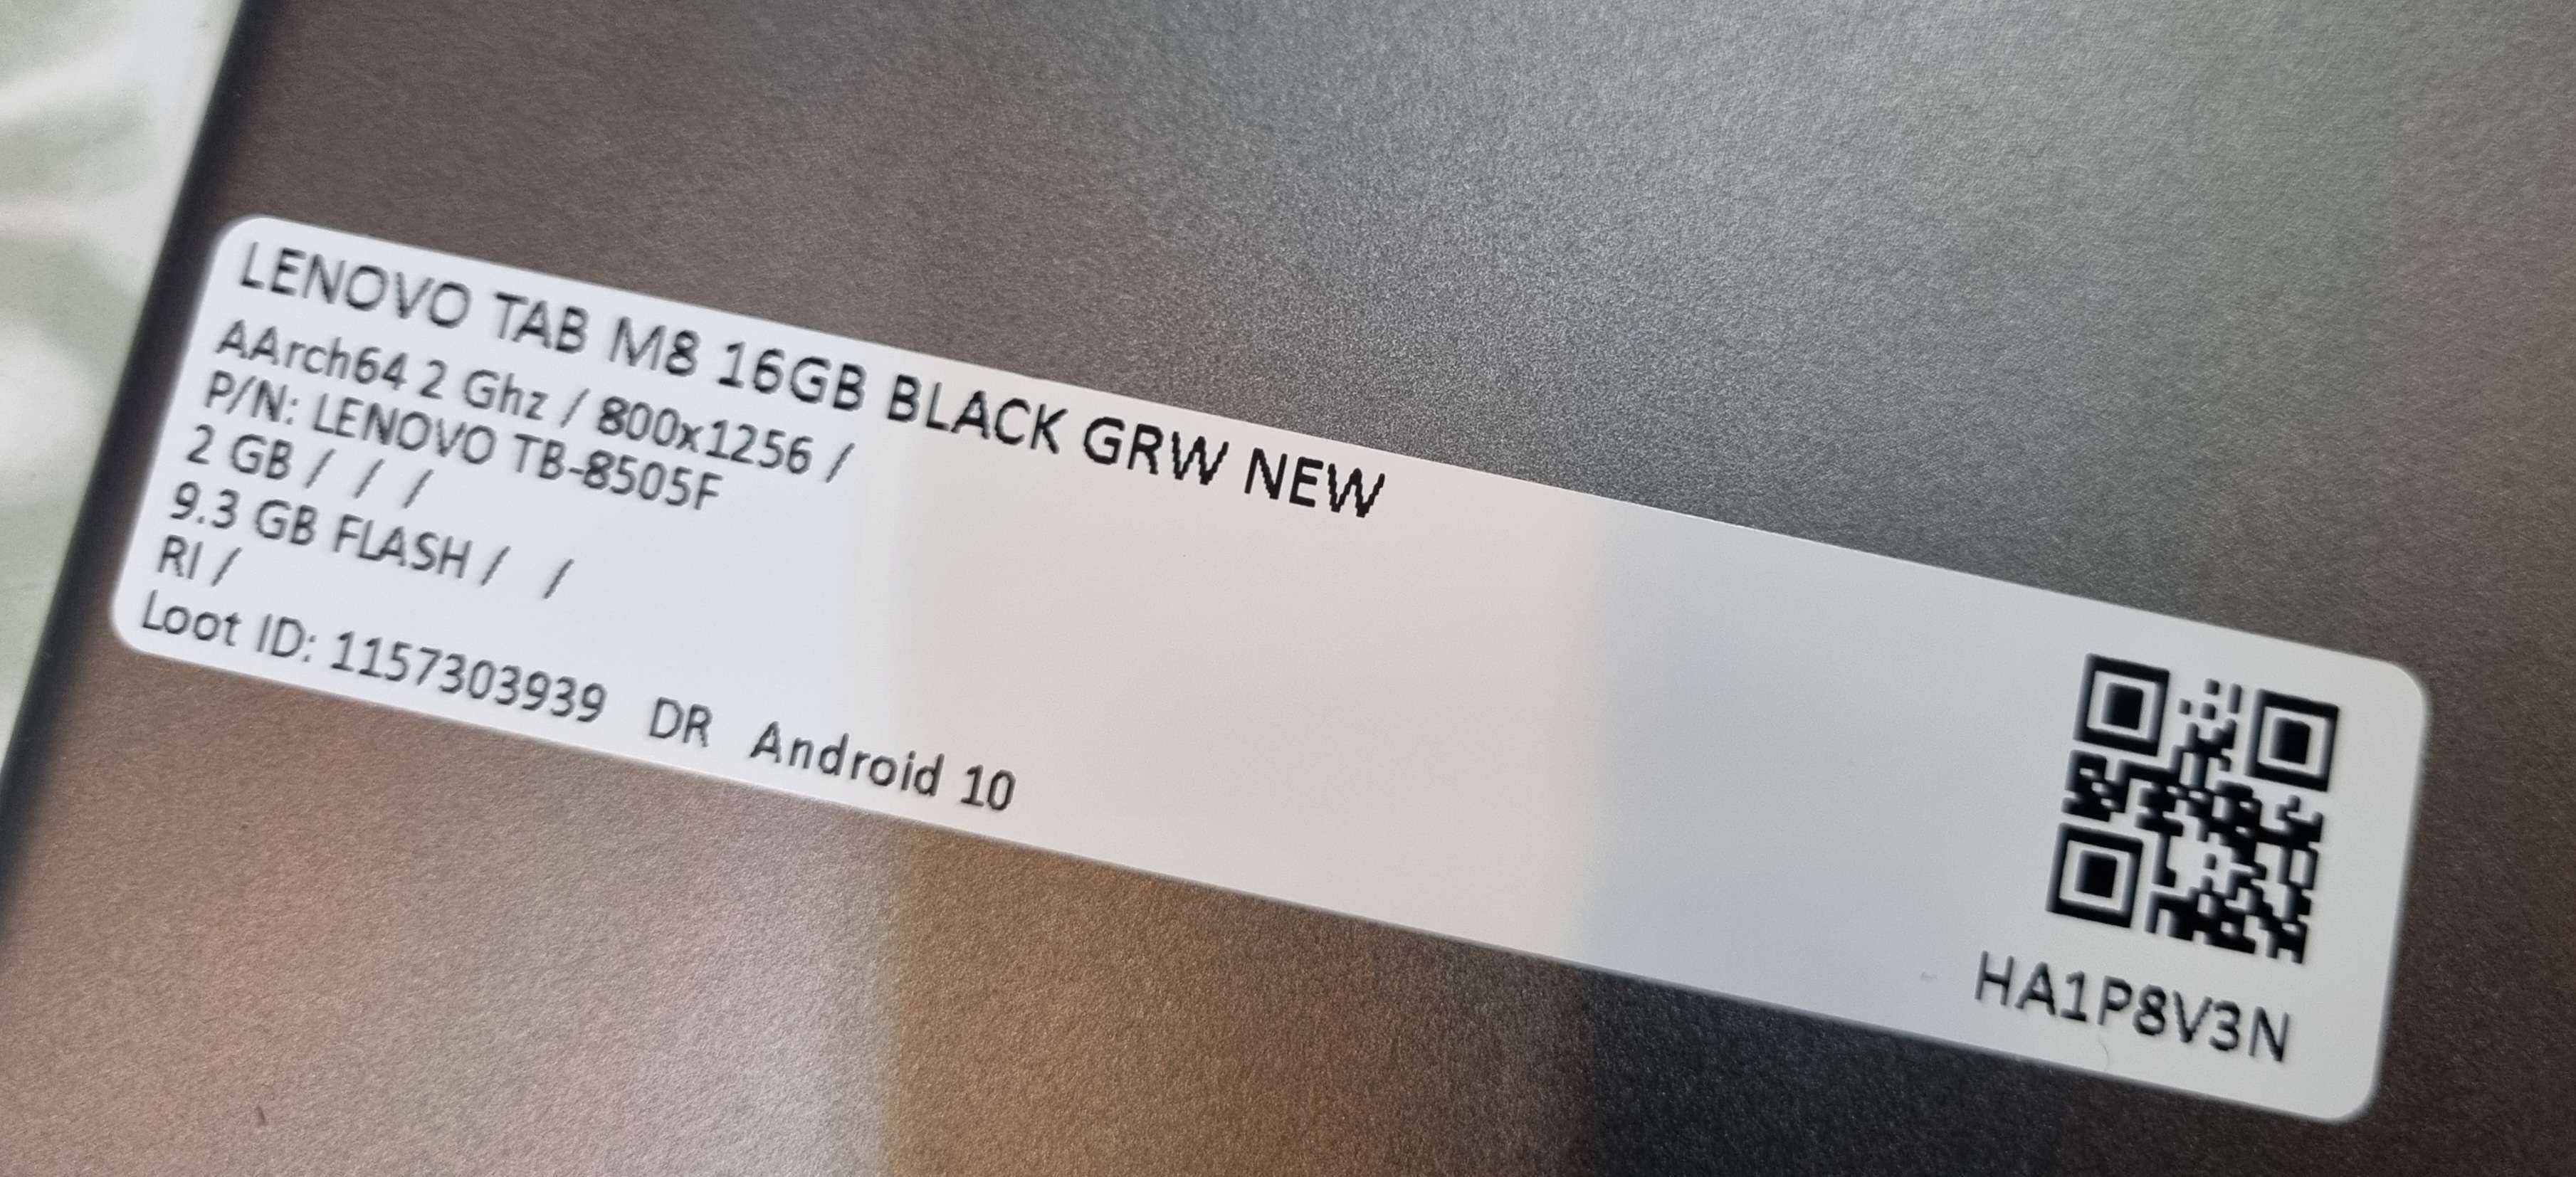 LENOVO TAB M8 16GB BLACK GRW NEW
AArch64 2 Ghz / 800x1256 /
P/N: LENOVO TB-8505F
2 GB / / /
9.3 GB FLASH / /
RI /
Loot ID: 1157303939 DR Android 10
HA1P8V3N